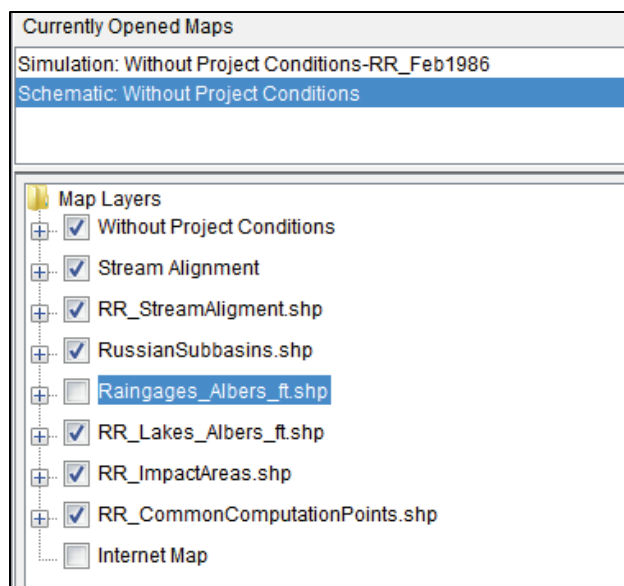 Currently Opened Maps
Simulation: Without Project Conditions-RR_Feb1986
Schematic: Without Project Conditions
Map Layers
Without Project Conditions
Stream Alignment
RR_StreamAligment.shp
RussianSubbasins.shp
Raingages_Albers_ft.shp
RR_Lakes_Albers_ft.shp
RR_ImpactAreas.shp
RR_CommonComputationPoints.shp
Internet Map